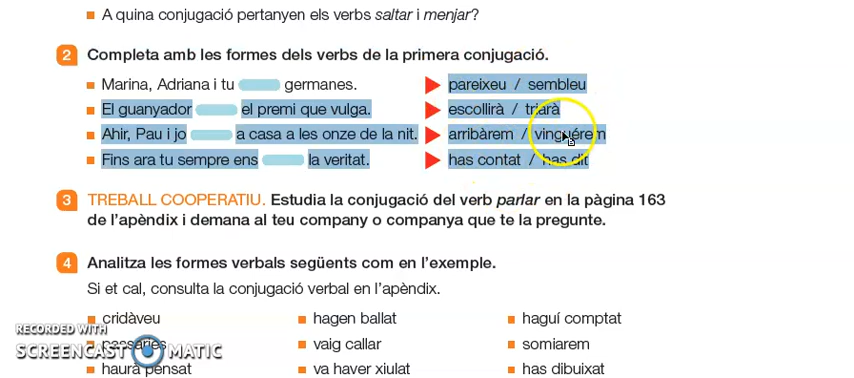 A quina conjugació pertanyen els verbs saltar i menjar?
2 Completa amb les formes dels verbs de la primera conjugació.
Marina, Adriana i tu germanes. pareixeu / sembleu
El guanyador el premi que vulga. escollirà / triarà
Ahir, Pau i jo a casa a les onze de la nit. arribàrem / vinguérem
Fins ara tu sempre ens la veritat. has contat / has dit
3 TREBALL COOPERATIU. Estudia la conjugació del verb parlar en la pàgina 163
de l'apèndix i demana al teu company o companya que te la pregunte.
4 Analitza les formes verbals següents com en l'exemple.
Si et cal, consulta la conjugació verbal en l'apèndix.
cridàveu hagen ballat haguí comptat
passaries vaig callar somiarem
haurà pensat va haver xiulat has dibuixat
RECORDED WITH
SCREENCAST MATIC